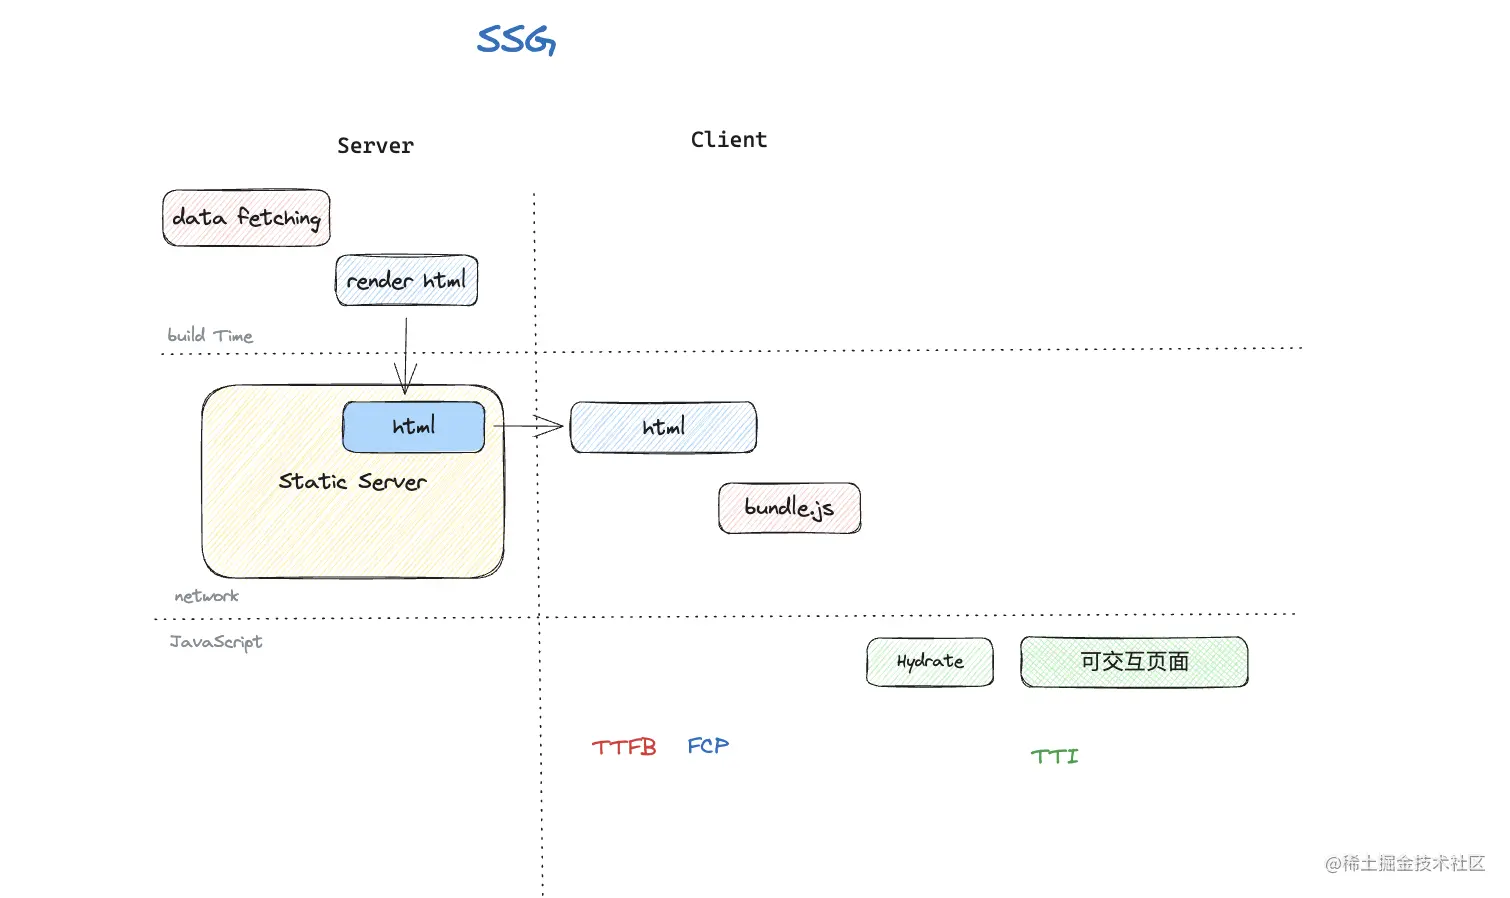 SSG
Server
Client
data fetching
render html
build Time
html
html
Static Server
bundle.js
network
JavaScript
Hydrate
可交互页面
TTFB
FCP
TTI
@稀土掘金技术社区